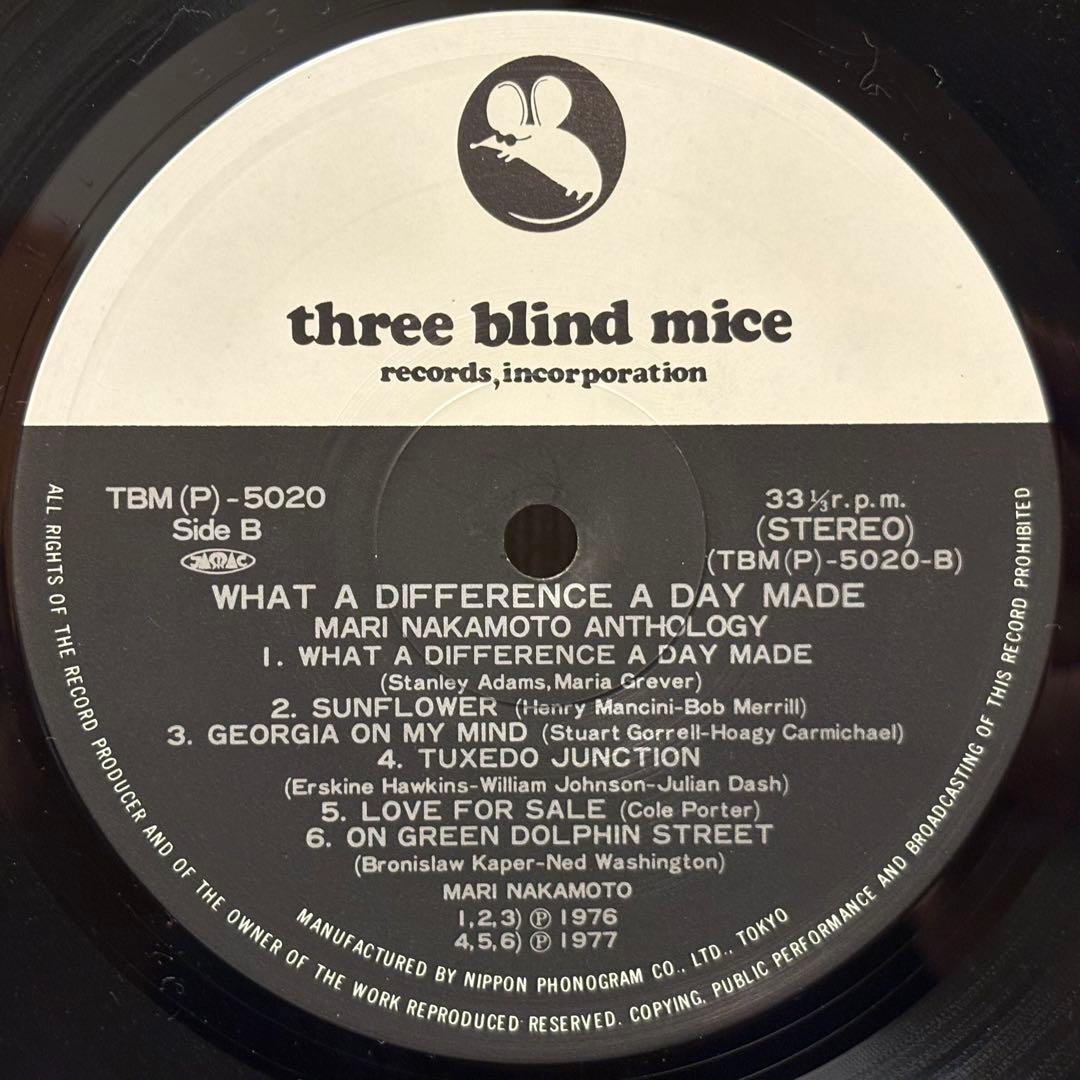 three blind mice
records, incorporation
TBM (P) - 5020
Side B
JASRAC
33 ⅓ r. p. m.
(STEREO)
(TBM (P) - 5020 - B)
WHAT A DIFFERENCE A DAY MADE
MARI NAKAMOTO ANTHOLOGY
1. WHAT A DIFFERENCE A DAY MADE
(Stanley Adams, Maria Grever)
2. SUNFLOWER (Henry Mancini-Bob Merrill)
3. GEORGIA ON MY MIND (Stuart Gorrell-Hoagy Carmichael)
4. TUXEDO JUNCTION
(Erskine Hawkins-William Johnson-Julian Dash)
5. LOVE FOR SALE (Cole Porter)
6. ON GREEN DOLPHIN STREET
(Bronislaw Kaper-Ned Washington)
MARI NAKAMOTO
1, 2, 3) Ⓟ 1976
4, 5, 6) Ⓟ 1977
MANUFACTURED BY NIPPON PHONOGRAM CO., LTD., TOKYO
ALL RIGHTS OF THE RECORD PRODUCER AND OF THE OWNER OF THE WORK REPRODUCED RESERVED. COPYING, PUBLIC PERFORMANCE AND BROADCASTING OF THIS RECORD PROHIBITED